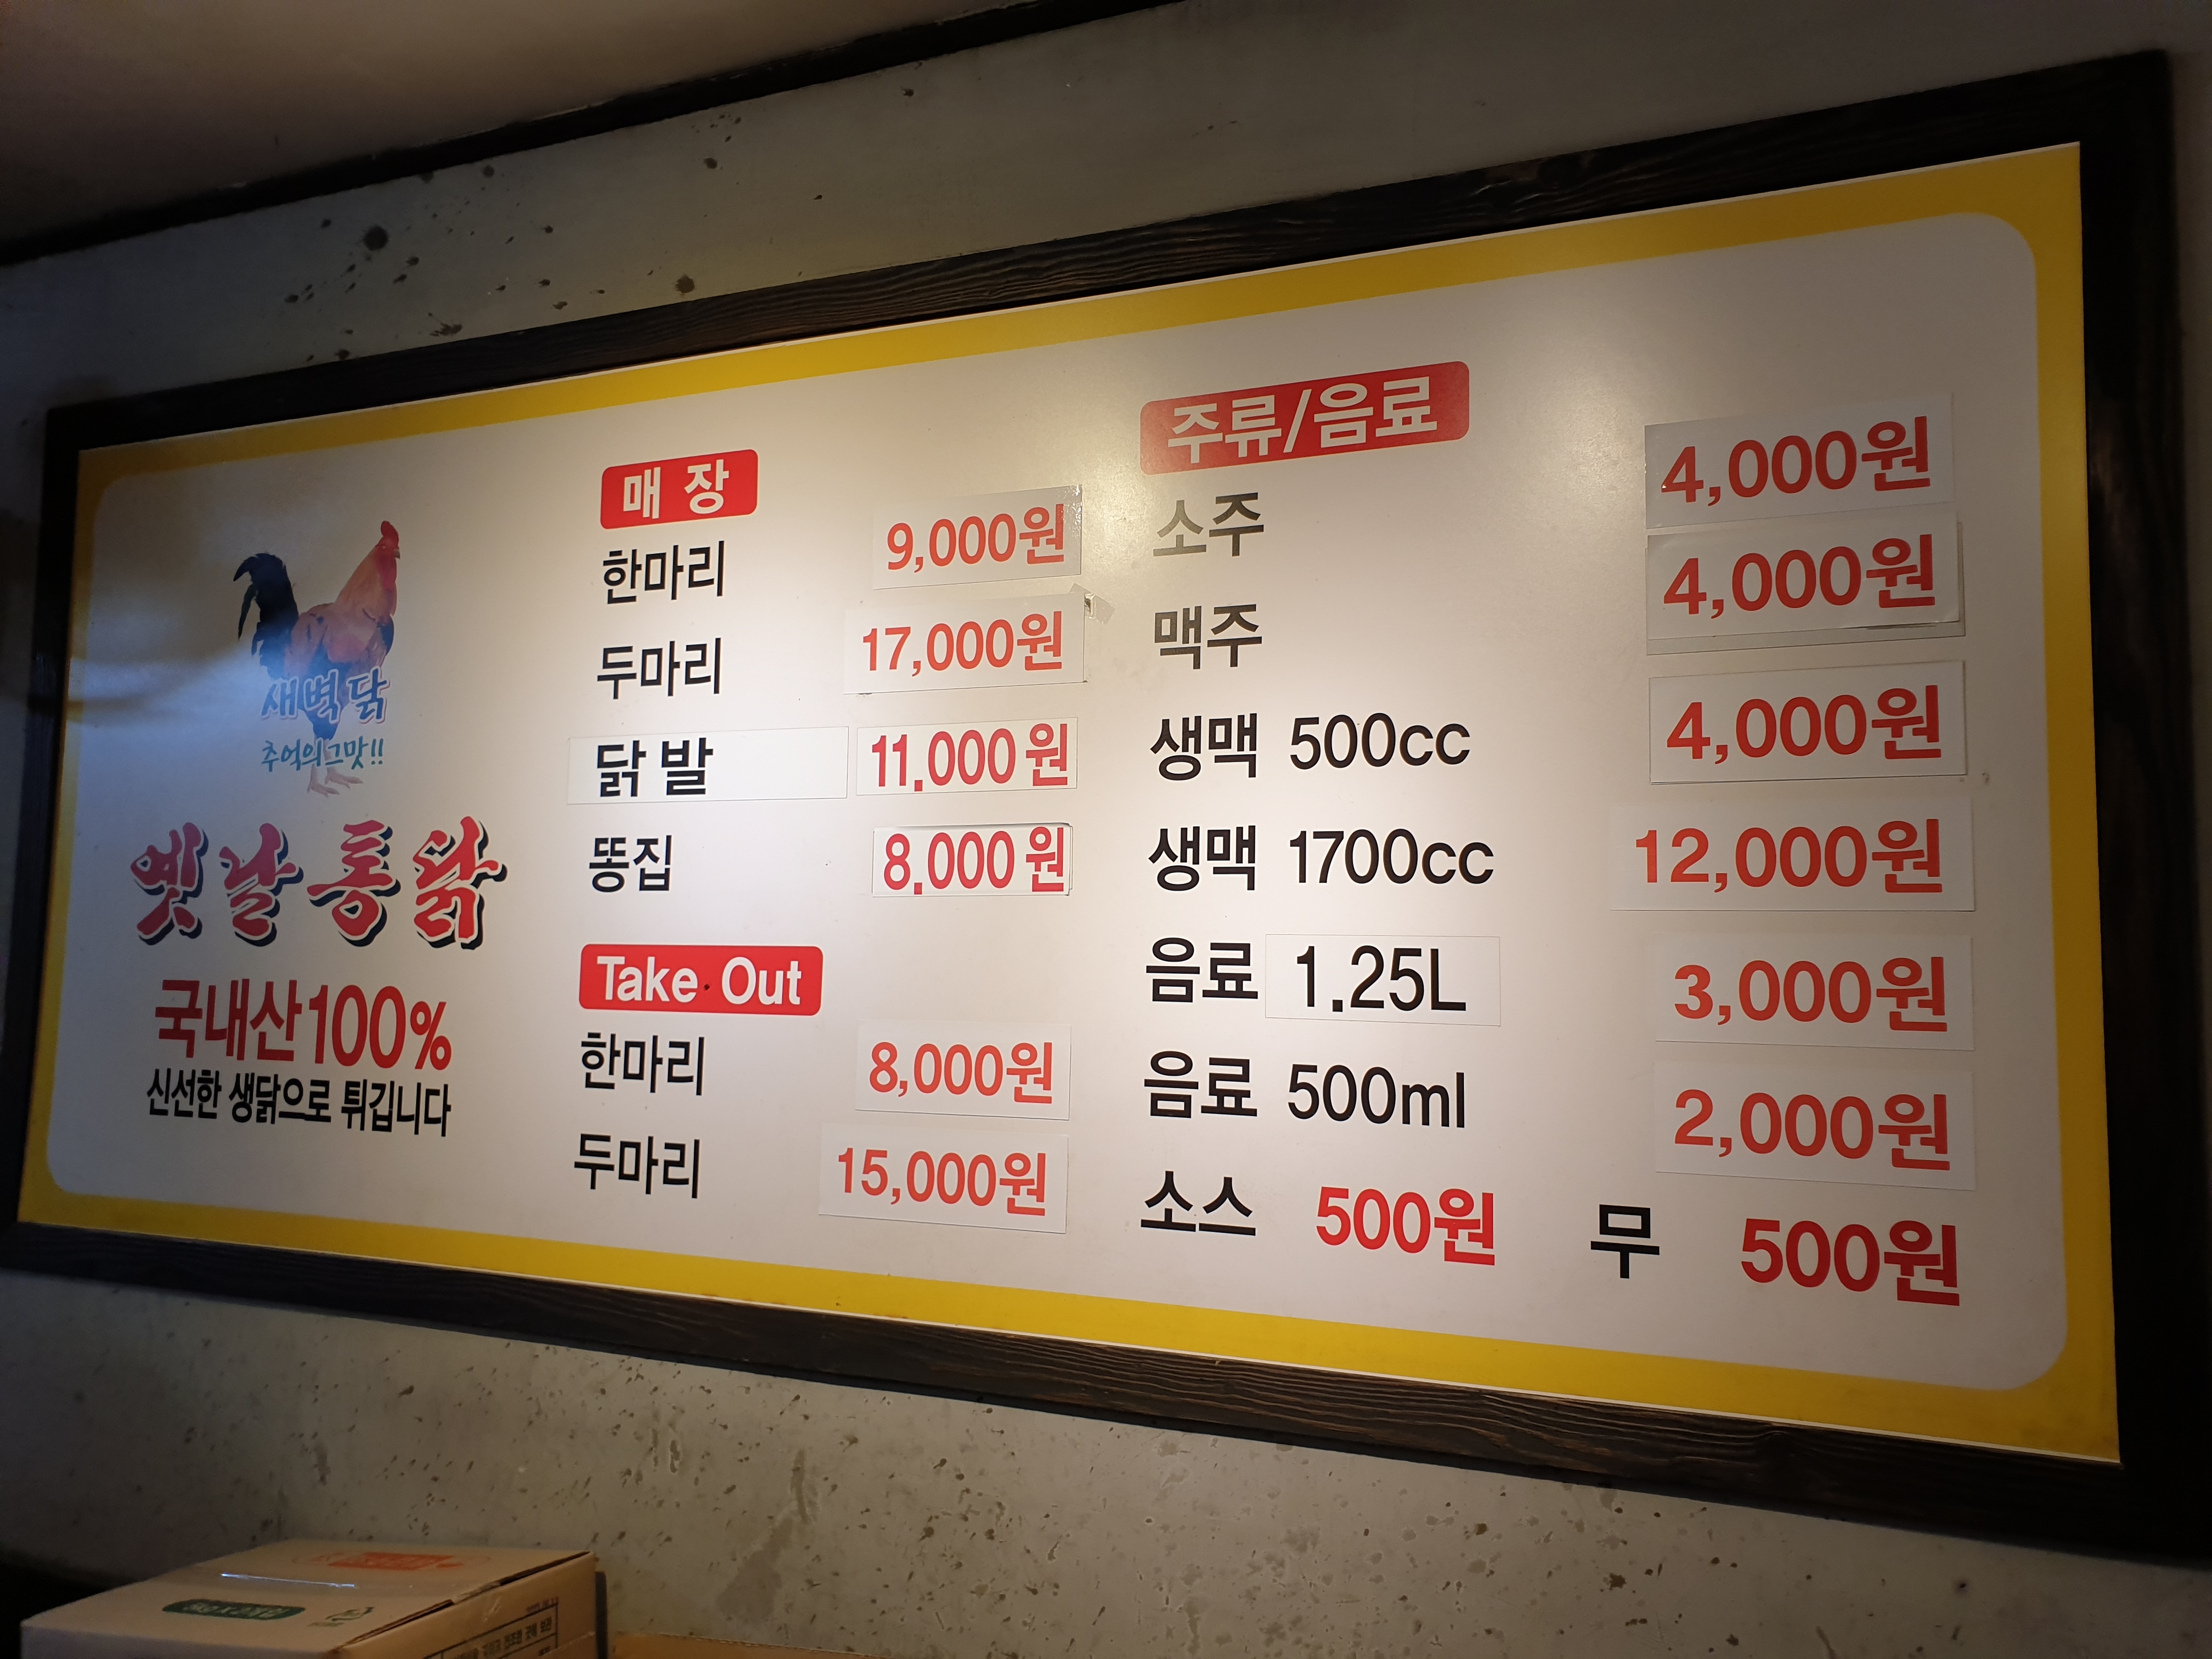 새벽닭
추억의그맛!!
옛날통닭
국내산100%
신선한 생닭으로 튀깁니다
매장
한마리 9,000원
두마리 17,000원
닭발 11.000원
똥집 8.000원
Take Out
한마리 8,000원
두마리 15,000원
주류/음료
소주 4,000원
맥주 4,000원
생맥 500cc 4,000원
생맥 1700cc 12,000원
음료 1.25L 3,000원
음료 500ml 2,000원
소스 500원 무 500원